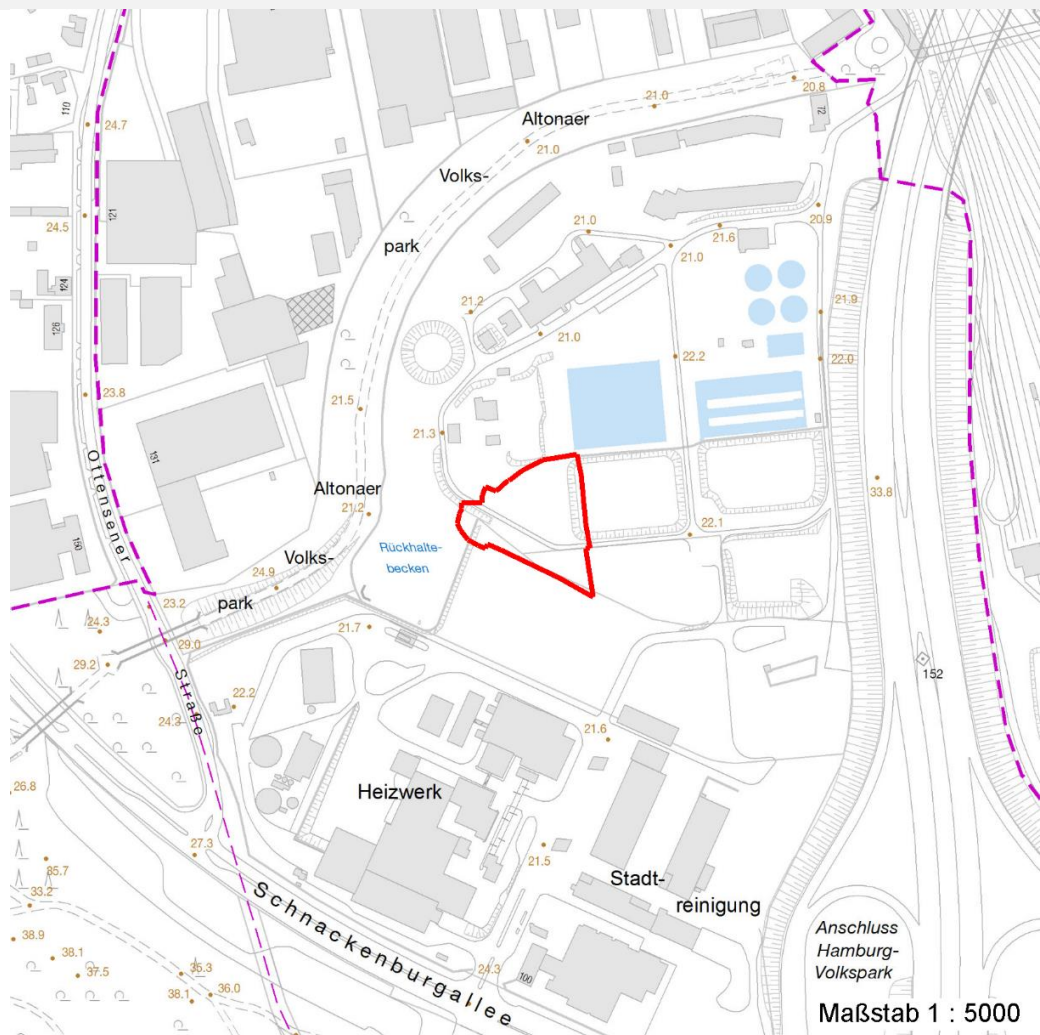 20.8
21.0
110
24.7
Altonaer
72
21.0
Volks-
121
24.5
park
21.0
20.9
21.6
21.0
124
21.2
21.9
126
21.0
22.2
22.0
23.8
21.5
21.3
131
Ottensener
33.8
Altonaer
21.2
22.1
150
Rückhalte-
becken
Volks-
24.9
park
23.2
24.3
29.0
21.7
29.2
152
Straße
22.2
24.3
21.6
Heizwerk
26.8
27.3
21.5
35.7
Stadt-
reinigung
33.2
Schnackenburgallee
38.9
38.1
37.5
35.3
24.3
100
38.1
36.0
Anschluss
Hamburg-
Volkspark
Maßstab 1 : 5000